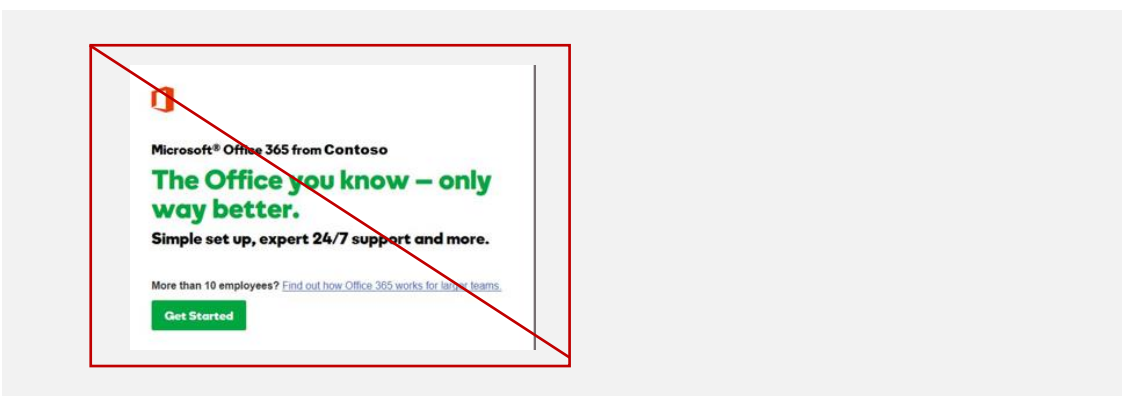 Microsoft® Office 365 from Contoso
The Office you know – only
way better.
Simple set up, expert 24/7 support and more.
More than 10 employees? Find out how Office 365 works for larger teams.
Get Started